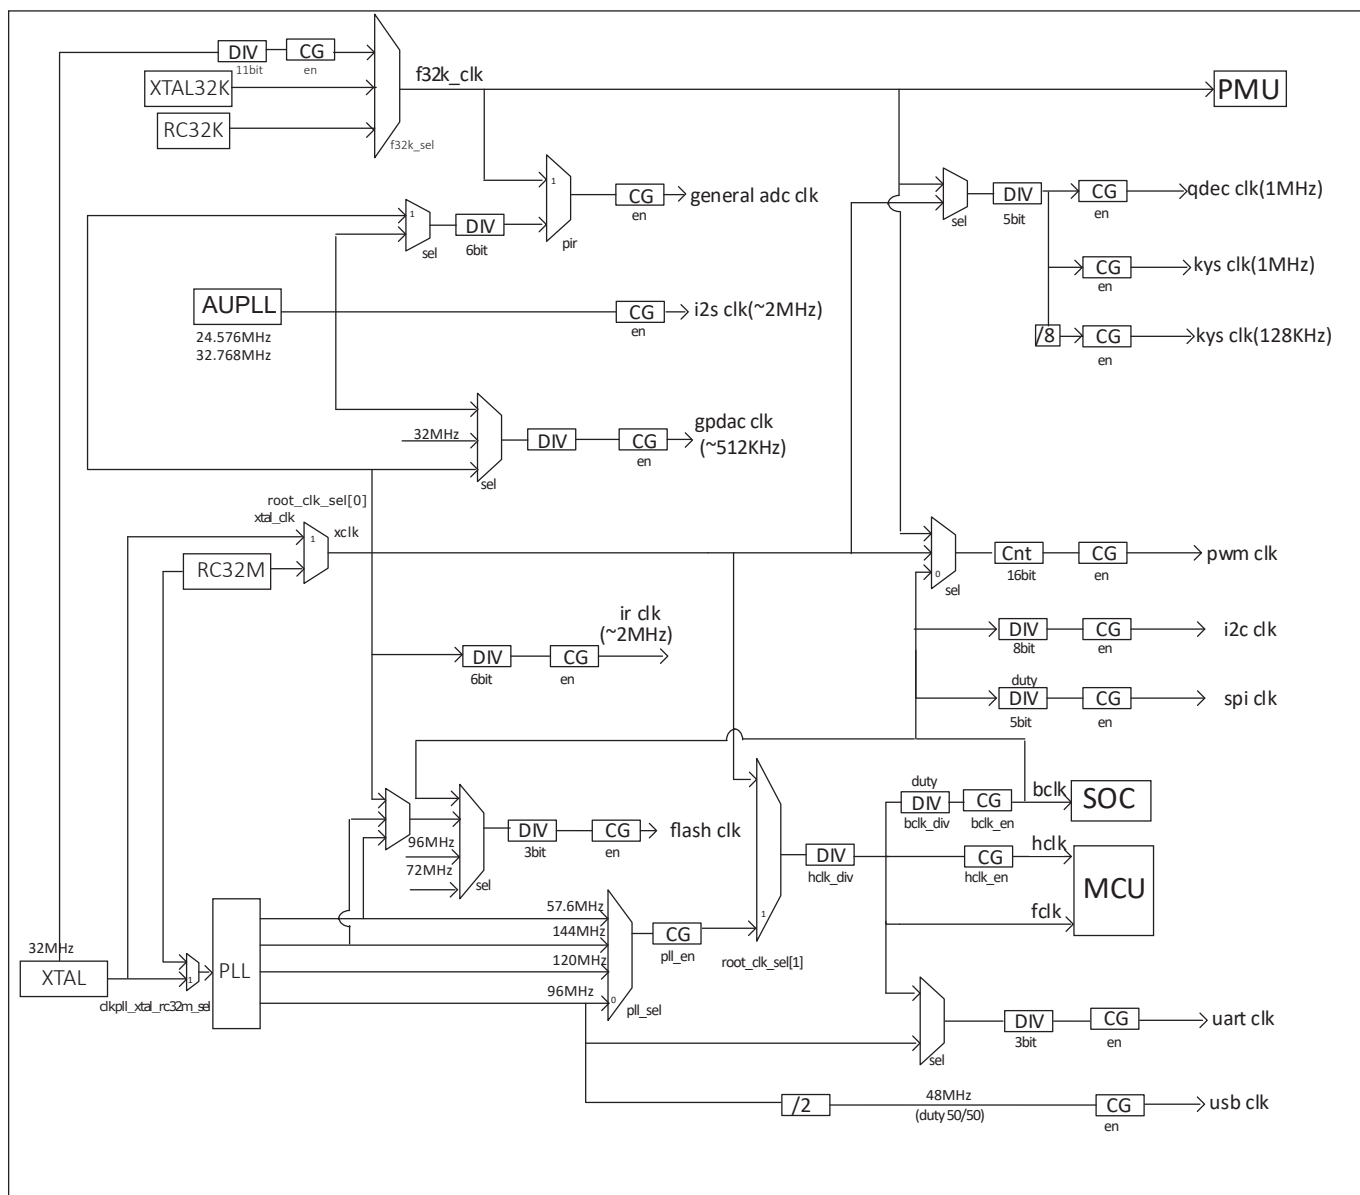 DIV
CG
11bit
en
XTAL32K
RC32K
f32k_clk
f32k_sel
PMU
1
CG
general adc clk
en
pir
1
DIV
sel
6bit
DIV
CG
qdec clk(1MHz)
sel
5bit
en
CG
kys clk(1MHz)
en
/8
CG
kys clk(128KHz)
en
AUPLL
24.576MHz
32.768MHz
CG
i2s clk(~2MHz)
en
32MHz
DIV
CG
gpdac clk
(~512KHz)
en
sel
root_clk_sel[0]
xtal_clk
1
xclk
RC32M
Cnt
CG
pwm clk
0
sel
16bit
en
ir clk
(~2MHz)
DIV
CG
6bit
en
DIV
CG
i2c clk
8bit
en
duty
DIV
CG
spi clk
5bit
en
96MHz
72MHz
DIV
CG
flash clk
3bit
en
sel
duty
DIV
CG
bclk
SOC
bclk_div
bclk_en
DIV
hclk_div
CG
hclk
hclk_en
fclk
MCU
1
root_clk_sel[1]
32MHz
XTAL
1
clkpll_xtal_rc32m_sel
PLL
57.6MHz
144MHz
120MHz
96MHz
0
pll_sel
CG
pll_en
DIV
CG
uart clk
sel
3bit
en
/2
48MHz
(duty 50/50)
CG
usb clk
en